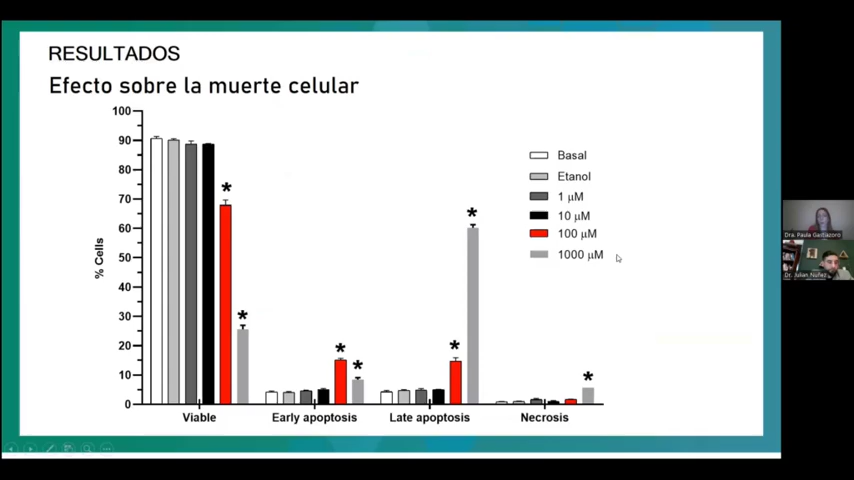 RESULTADOS
Efecto sobre la muerte celular
100
90
80
70
60
50
40
30
20
10
0
% Cells
* * * * * * *
Viable
Early apoptosis
Late apoptosis
Necrosis
Basal
Etanol
1 µM
10 µM
100 µM
1000 µM
Dra. Paula Gastiazoro
Dr. Julian Nuñez